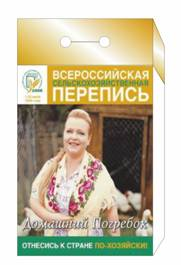 ВСЕРОССИЙСКАЯ
СЕЛЬСКОХОЗЯЙСТВЕННАЯ
ПЕРЕПИСЬ
Домашний Погребок
ОТНЕСИСЬ К СТРАНЕ ПО-ХОЗЯЙСКИ!